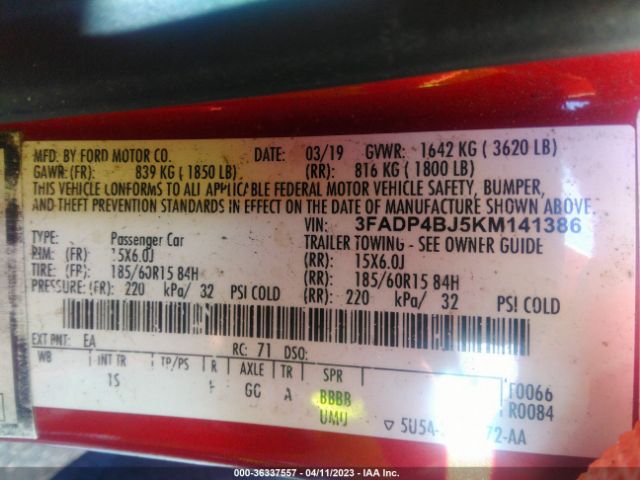 MFD. BY FORD MOTOR CO. DATE: 03/19 GVWR: 1642 KG ( 3620 LB)
GAWR:(FR): 839 KG ( 1850 LB) (RR): 816 KG ( 1800 LB)
THIS VEHICLE CONFORMS TO ALL APPLICABLE FEDERAL MOTOR VEHICLE SAFETY, BUMPER,
AND THEFT PREVENTION STANDARDS IN EFFECT ON THE DATE OF MANUFACTURE SHOWN ABOVE.
VIN: 3FADP4BJ5KM141386
TYPE: Passenger Car TRAILER TOWING - SEE OWNER GUIDE
RIM: (FR) 15X6.0J (RR) 15X6.0J
TIRE: (FR) 185/60R15 84H (RR) 185/60R15 84H
PRESSURE: (FR) 220 kPa/ 32 PSI COLD (RR) 220 kPa/ 32 PSI COLD
EXT PNT: EA RC: 71 DSO:
WB INT TR TP/PS R AXLE TR SPR
1S GG A BBBB F0066
UMU R0084
000-36337557 - 04/11/2023 - IAA Inc.